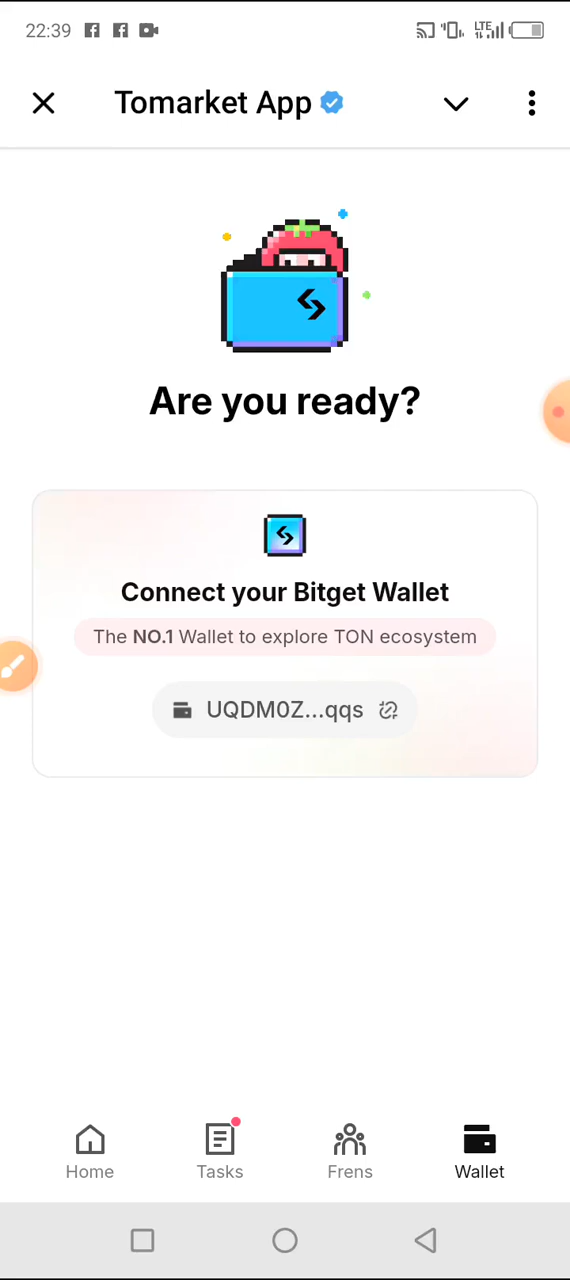 22:39
LTE
Tomarket App
Are you ready?
Connect your Bitget Wallet
The NO.1 Wallet to explore TON ecosystem
UQDM0Z...qqs
Home
Tasks
Frens
Wallet